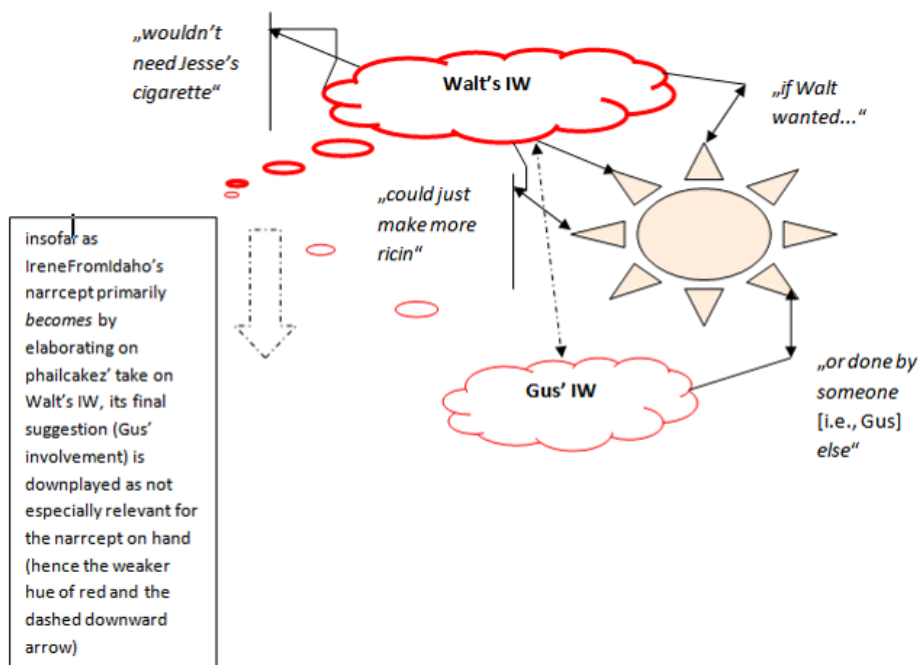 „wouldn't
need Jesse's
cigarette“
Walt's IW
„if Walt
wanted...“
„could just
make more
ricin“
insofar as
IreneFromIdaho's
narrcept primarily
becomes by
elaborating on
phailcakez' take on
Walt's IW, its final
suggestion (Gus'
involvement) is
downplayed as not
especially relevant for
the narrcept on hand
(hence the weaker
hue of red and the
dashed downward
arrow)
Gus' IW
„or done by
someone
[i.e., Gus]
else“